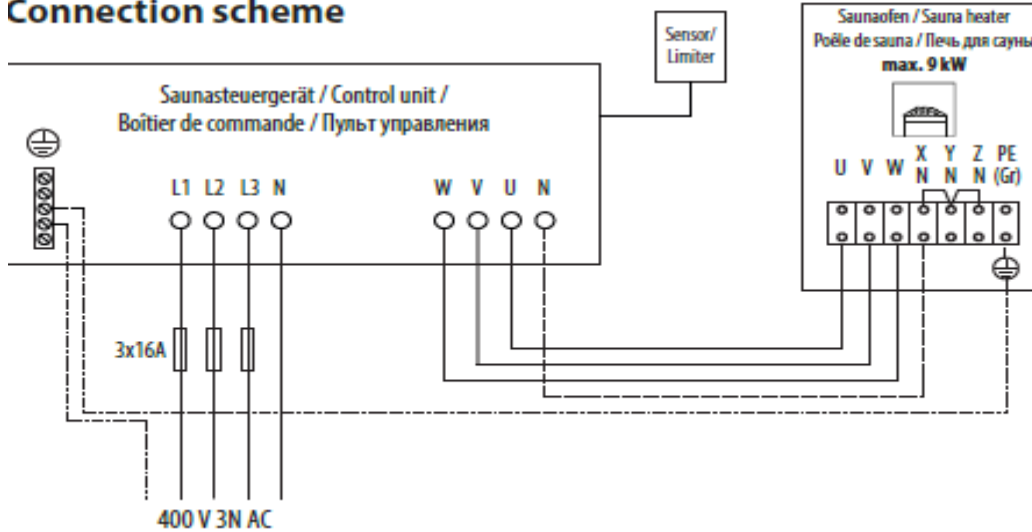 Connection scheme
Sensor/
Limiter
Saunaofen / Sauna heater
Poêle de sauna / Печь для сауны
max. 9 kW
Saunasteuergerät / Control unit /
Boîtier de commande / Пульт управления
L1 L2 L3 N
W V U N
X Y Z PE
U V W N N N (Gr)
3x16A
400 V 3N AC